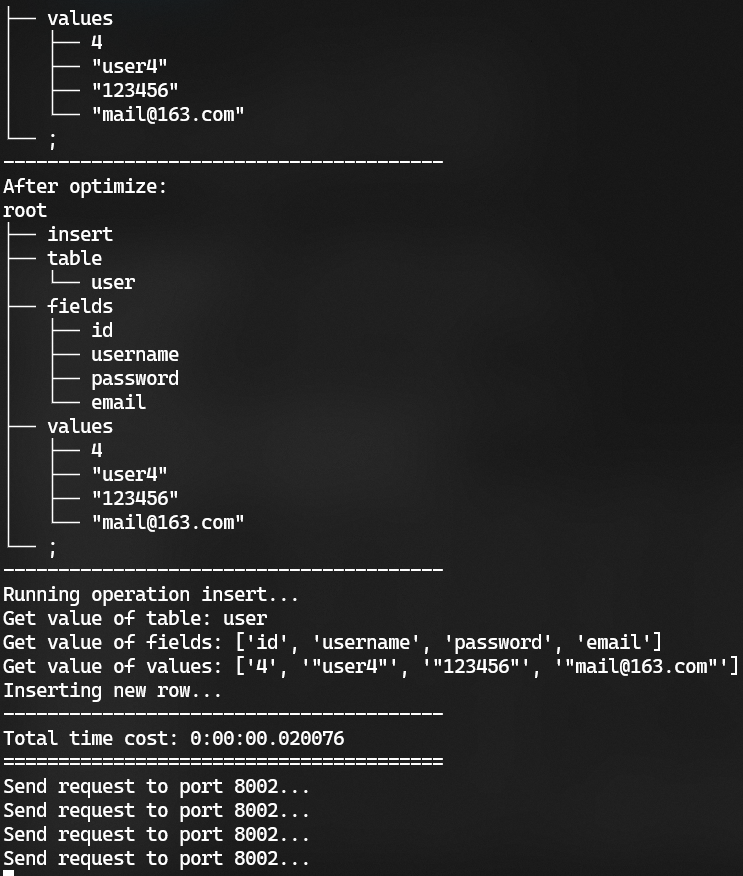 ├── values
│   ├── 4
│   ├── "user4"
│   ├── "123456"
│   └── "mail@163.com"
└── ;
----------------------------------------
After optimize:
root
├── insert
├── table
│   └── user
├── fields
│   ├── id
│   ├── username
│   ├── password
│   └── email
├── values
│   ├── 4
│   ├── "user4"
│   ├── "123456"
│   └── "mail@163.com"
└── ;
----------------------------------------
Running operation insert...
Get value of table: user
Get value of fields: ['id', 'username', 'password', 'email']
Get value of values: ['4', '"user4"', '"123456"', '"mail@163.com"']
Inserting new row...
----------------------------------------
Total time cost: 0:00:00.020076
========================================
Send request to port 8002...
Send request to port 8002...
Send request to port 8002...
Send request to port 8002...